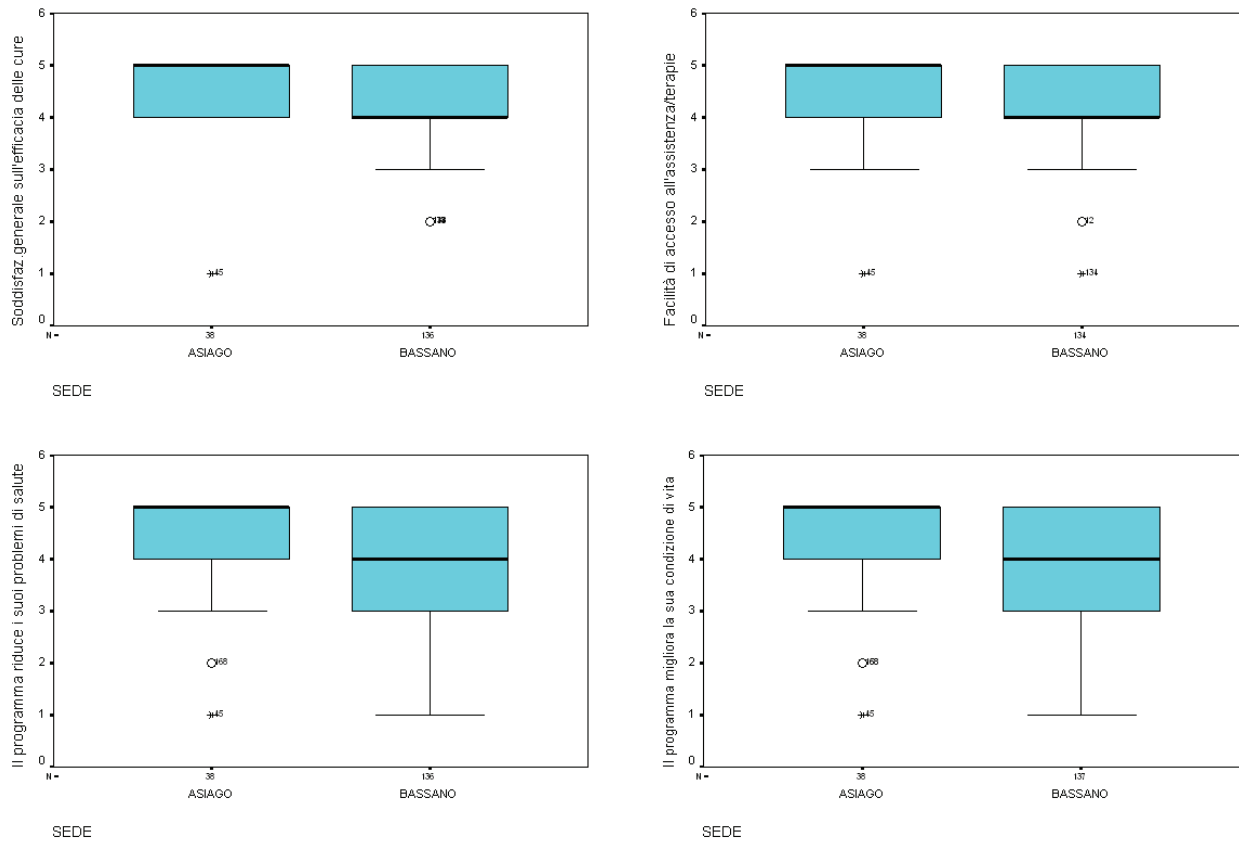 Soddisfaz.generale sull'efficacia delle cure
6
5
4
3
2
1
0
45
N =
38
136
ASIAGO
BASSANO
SEDE
Facilità di accesso all'assistenza/terapie
6
5
4
3
2
1
0
45
12
134
N =
38
134
ASIAGO
BASSANO
SEDE
Il programma riduce i suoi problemi di salute
6
5
4
3
2
1
0
168
45
N =
38
136
ASIAGO
BASSANO
SEDE
Il programma migliora la sua condizione di vita
6
5
4
3
2
1
0
168
45
N =
38
137
ASIAGO
BASSANO
SEDE